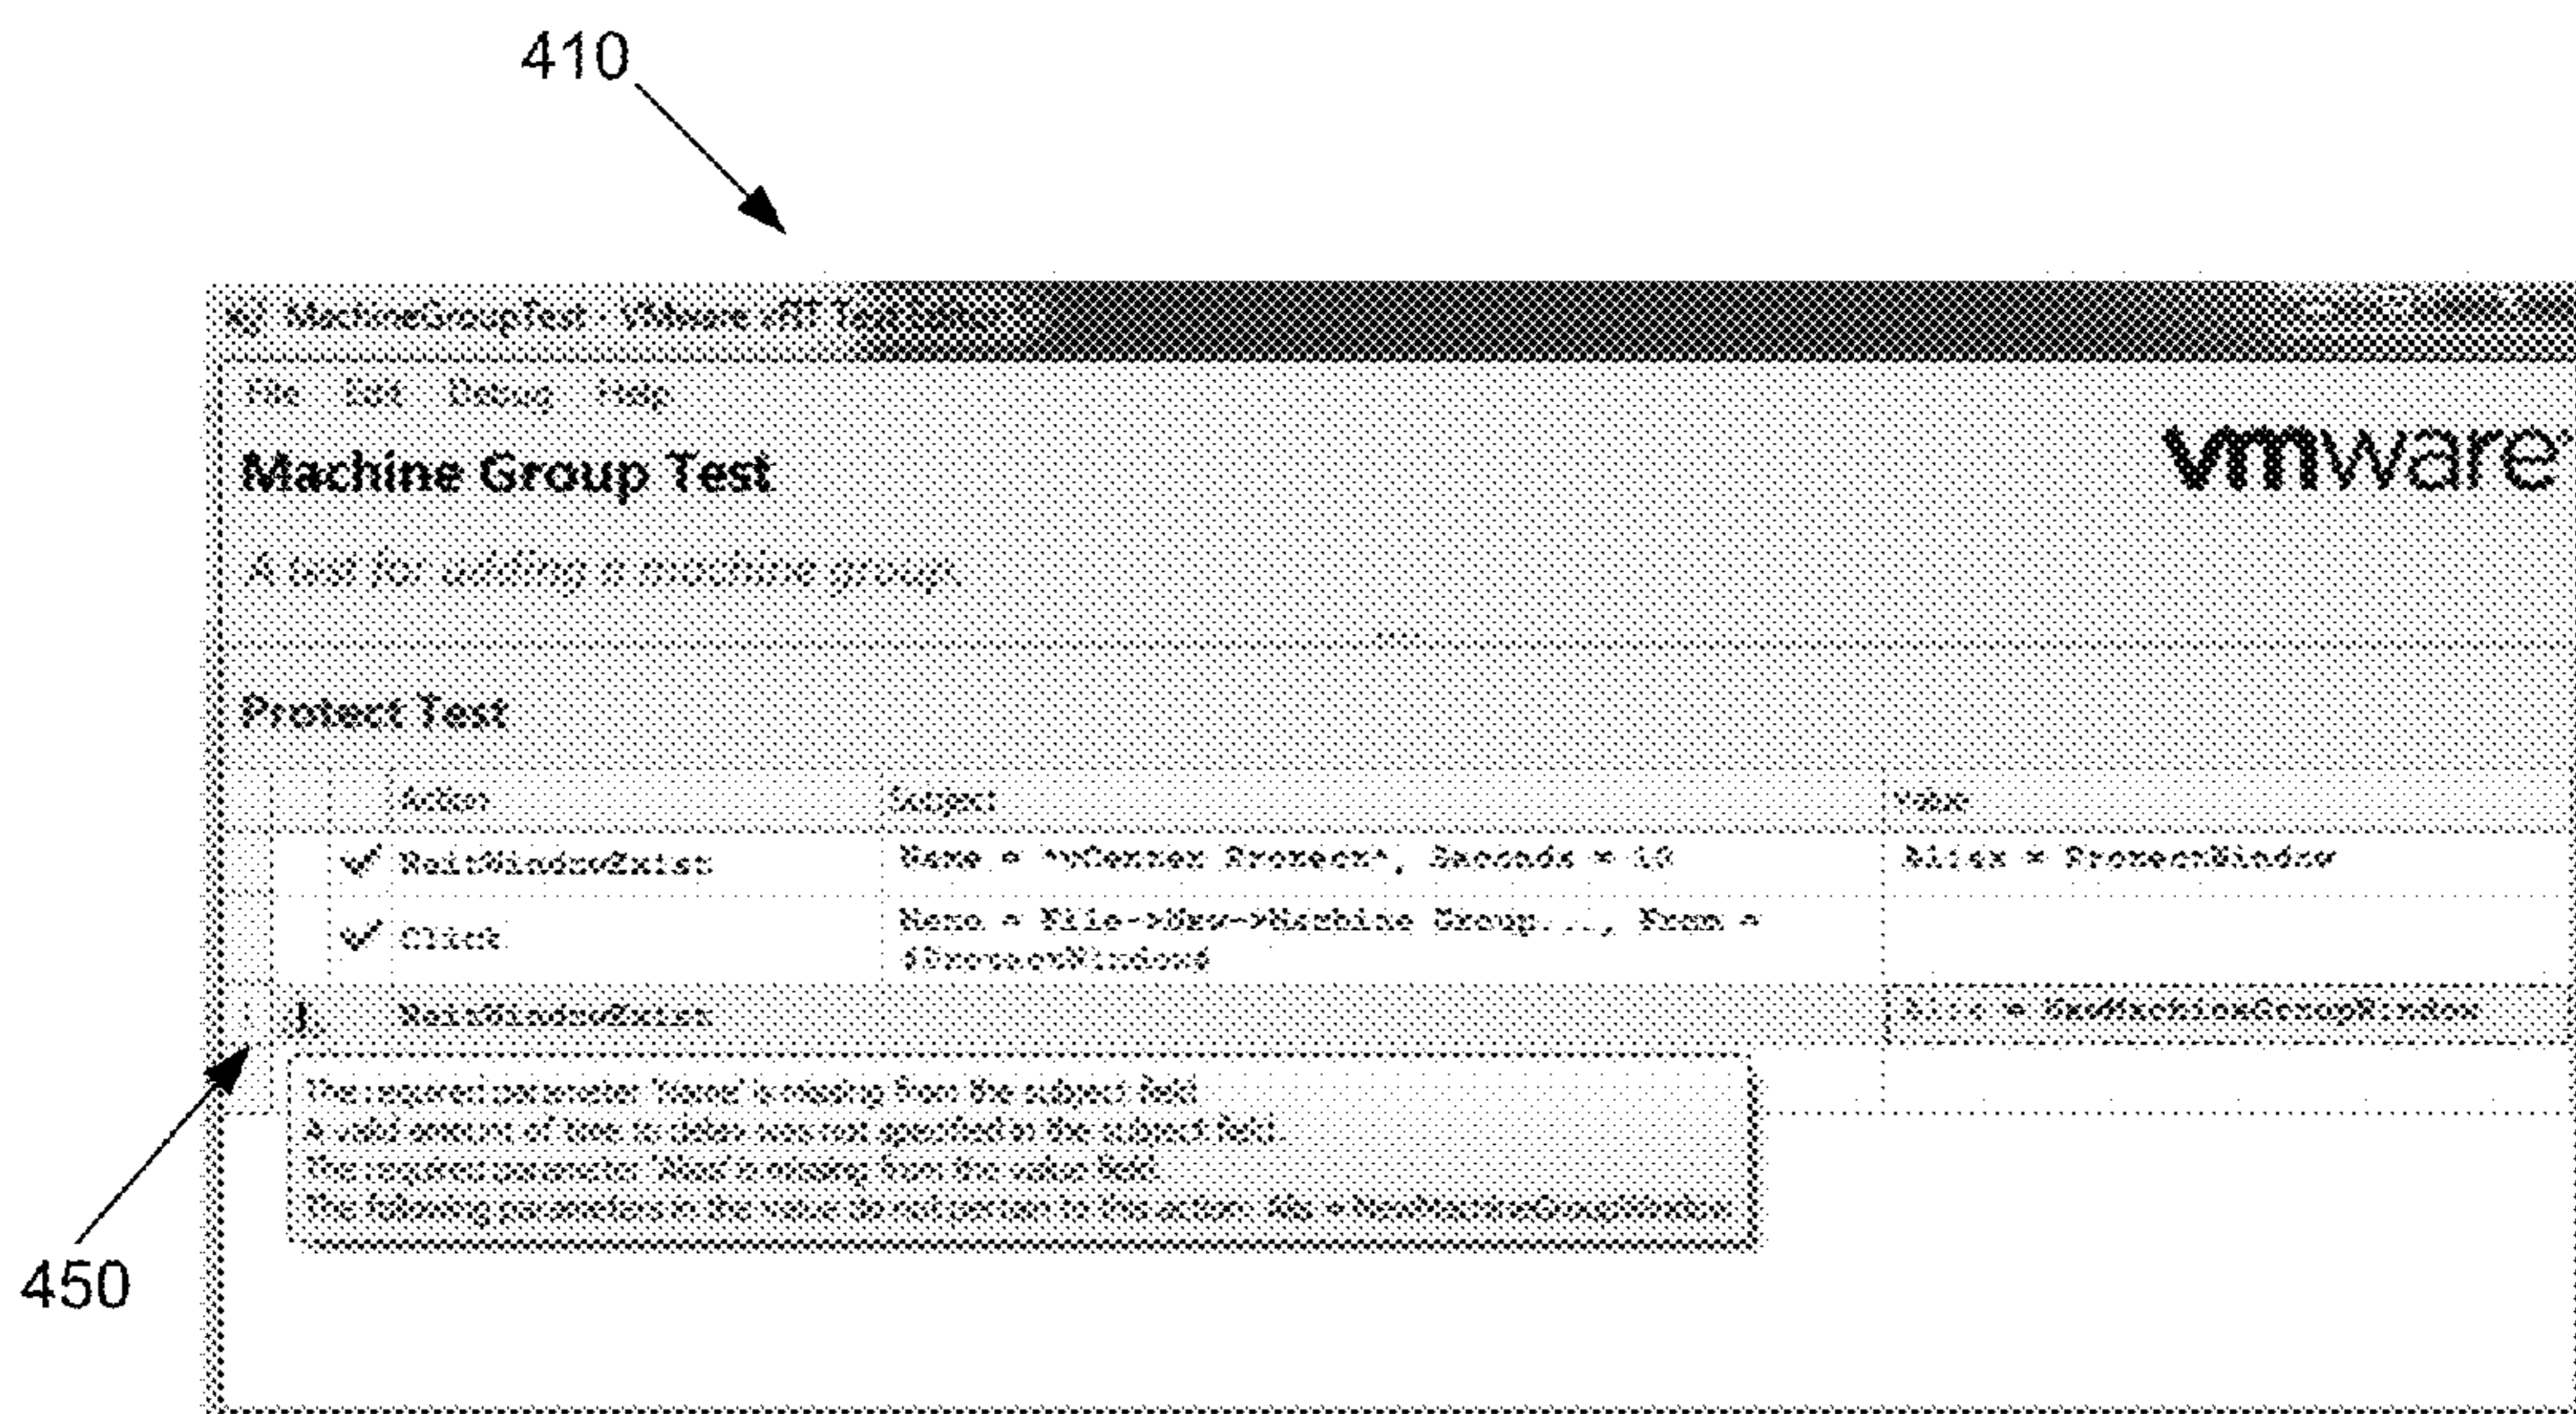 410
MachineGroupTest - VMware vIT Test Editor
File Edit Debug Help
Machine Group Test
vmware
A test for adding a machine group.
Protect Test
Action Subject Value
WaitWindowExist Name = *vCenter Protect*, Seconds = 10 Alias = ProtectWindow
Click Name = File->New->Machine Group..., From =
$ProtectWindow$
WaitWindowExist Alis = NewMachineGroupWindow
The required parameter 'Name' is missing from the subject field.
A valid amount of time to delay was not specified in the subject field.
The required parameter 'Alias' is missing from the value field.
The following parameters in the value do not pertain to this action: Alis = NewMachineGroupWindow
450